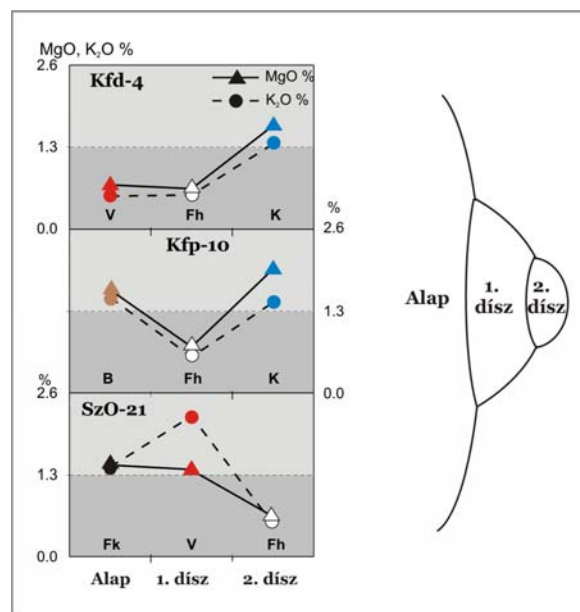 MgO, K₂O %
2.6
Kfd-4
MgO %
K₂O %
1.3
V Fh K
0.0
%
2.6
Kfp-10
1.3
B Fh K
0.0
%
2.6
SzO-21
1.3
Fk V Fh
0.0
Alap 1. dísz 2. dísz
Alap
1.
dísz
2.
dísz